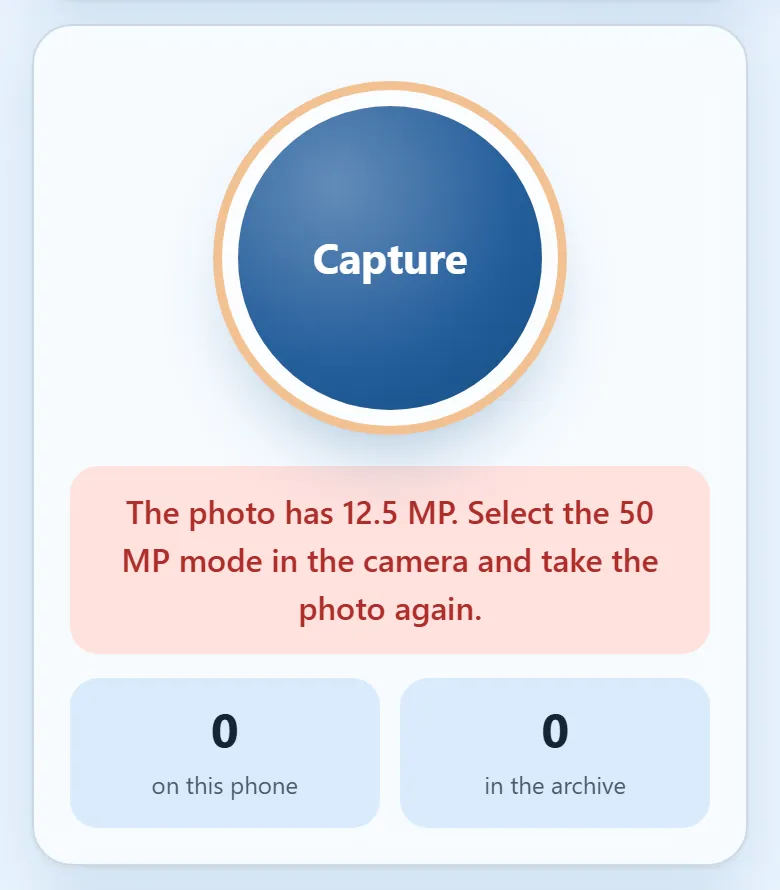 Capture
The photo has 12.5 MP. Select the 50
MP mode in the camera and take the
photo again.
0
on this phone
0
in the archive